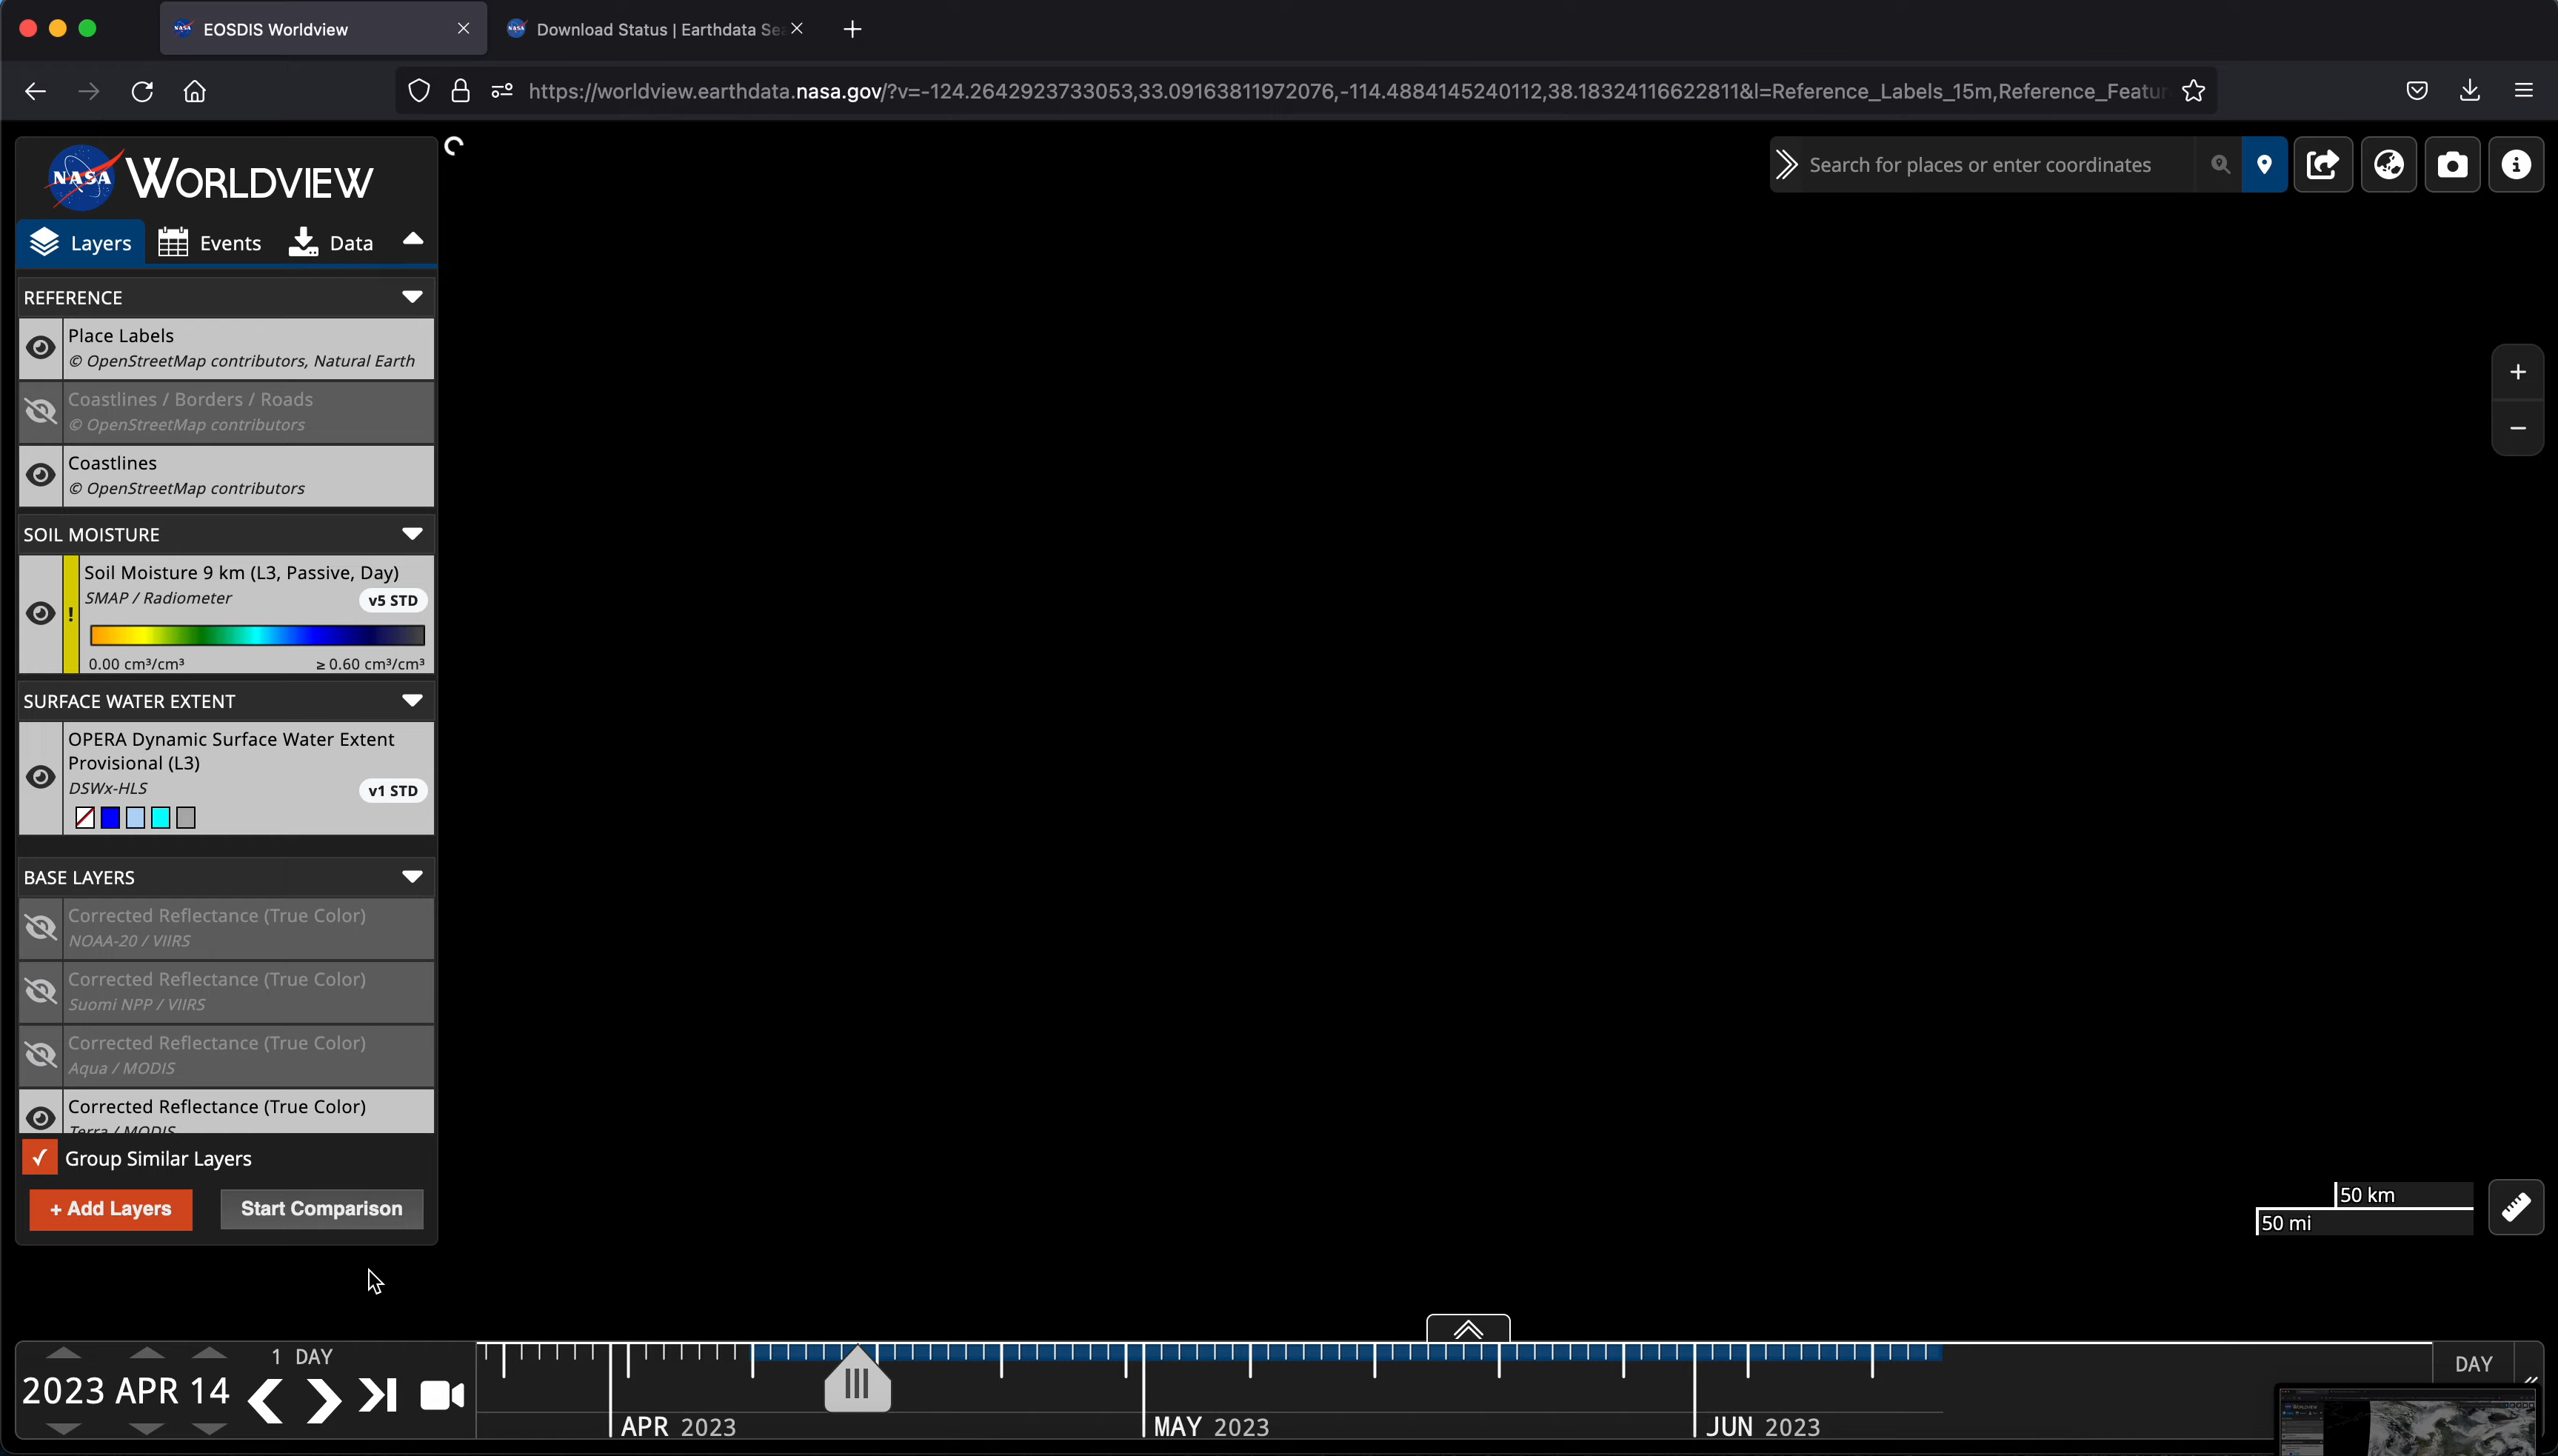 EOSDIS Worldview
Download Status | Earthdata Sea
https://worldview.earthdata.nasa.gov/?v=-124.2642923733053,33.09163811972076,-114.4884145240112,38.18324116622811&l=Reference_Labels_15m,Reference_Featur
NASA WORLDVIEW
Search for places or enter coordinates
Layers Events Data
REFERENCE
Place Labels
© OpenStreetMap contributors, Natural Earth
Coastlines / Borders / Roads
© OpenStreetMap contributors
Coastlines
© OpenStreetMap contributors
SOIL MOISTURE
Soil Moisture 9 km (L3, Passive, Day)
SMAP / Radiometer v5 STD
!
0.00 cm³/cm³ ≥ 0.60 cm³/cm³
SURFACE WATER EXTENT
OPERA Dynamic Surface Water Extent
Provisional (L3)
DSWx-HLS v1 STD
BASE LAYERS
Corrected Reflectance (True Color)
NOAA-20 / VIIRS
Corrected Reflectance (True Color)
Suomi NPP / VIIRS
Corrected Reflectance (True Color)
Aqua / MODIS
Corrected Reflectance (True Color)
Terra / MODIS
Group Similar Layers
+ Add Layers Start Comparison
50 km
50 mi
1 DAY
2023 APR 14
APR 2023 MAY 2023 JUN 2023
DAY